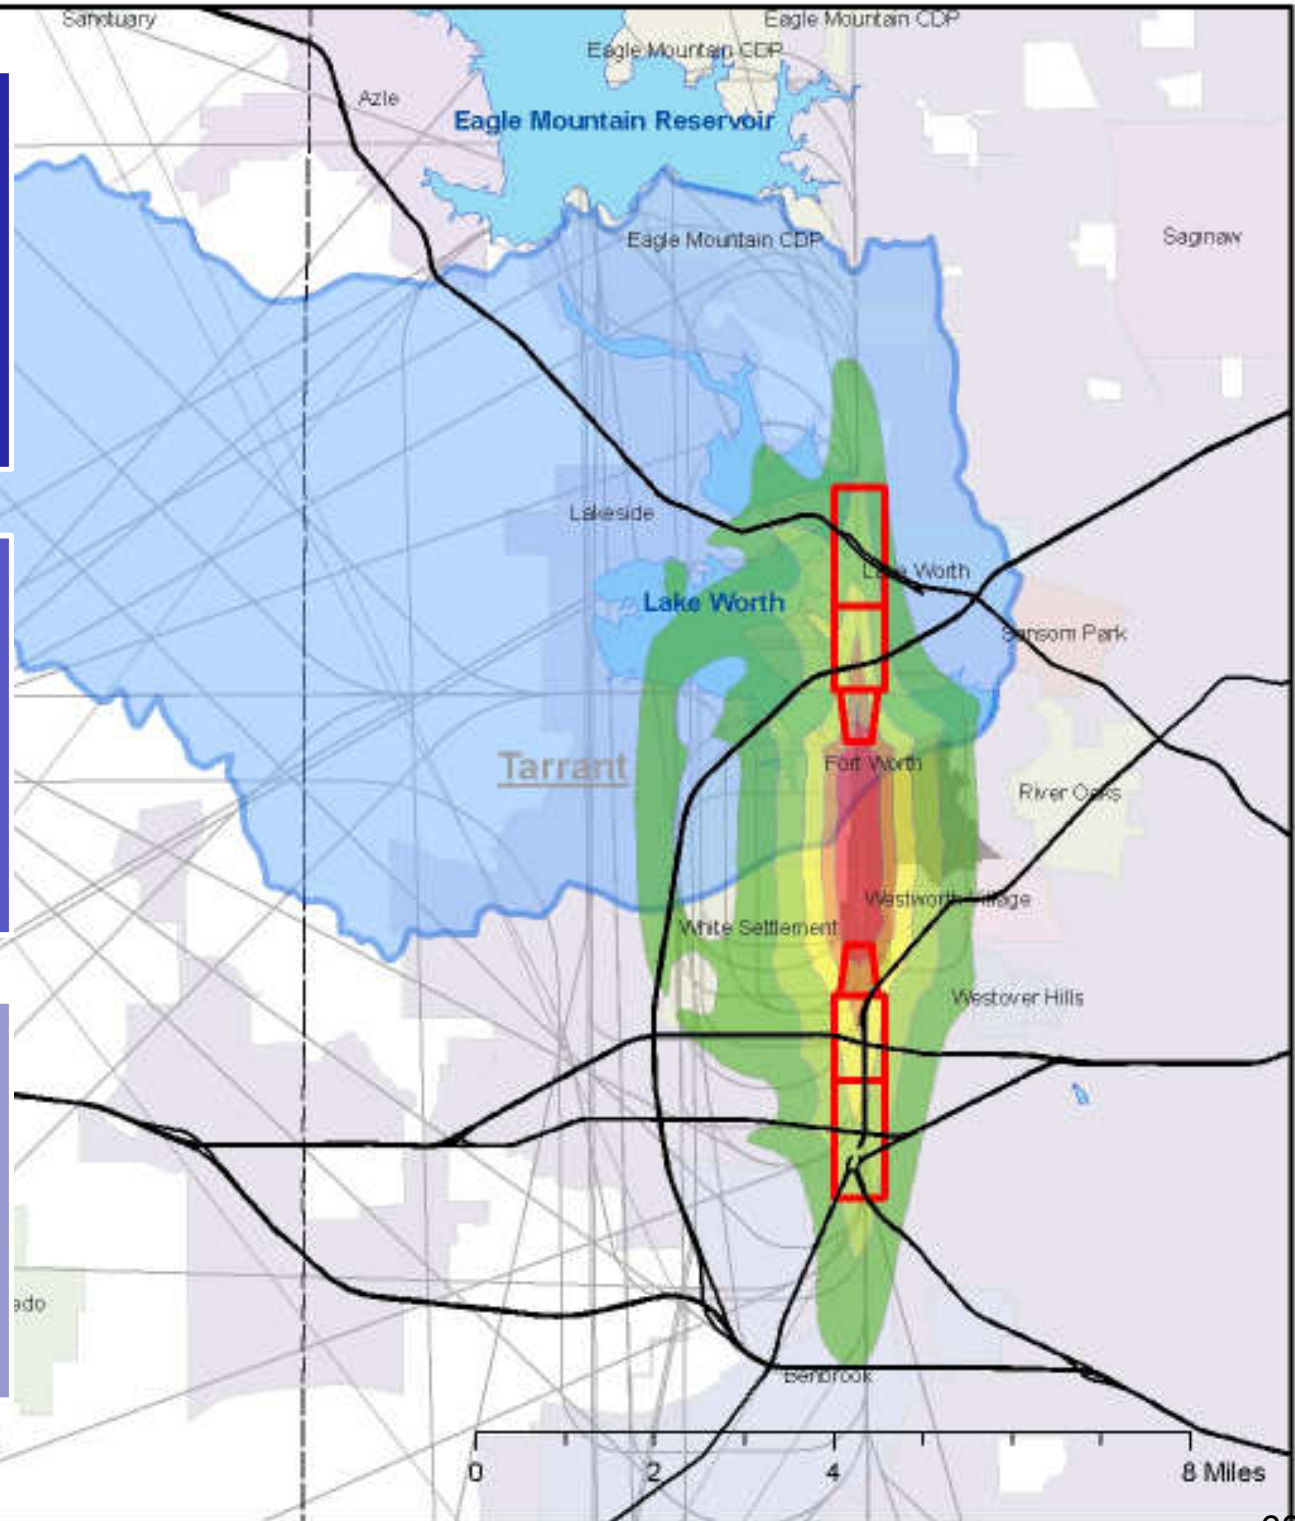 Sanctuary
Eagle Mountain CDP
Eagle Mountain CDP
Azle
Eagle Mountain Reservoir
Eagle Mountain CDP
Saginaw
Lakeside
Lake Worth
Lake Worth
Sansom Park
Tarrant
Fort Worth
River Oaks
Westworth Village
White Settlement
Westover Hills
ado
Benbrook
0 2 4 8 Miles